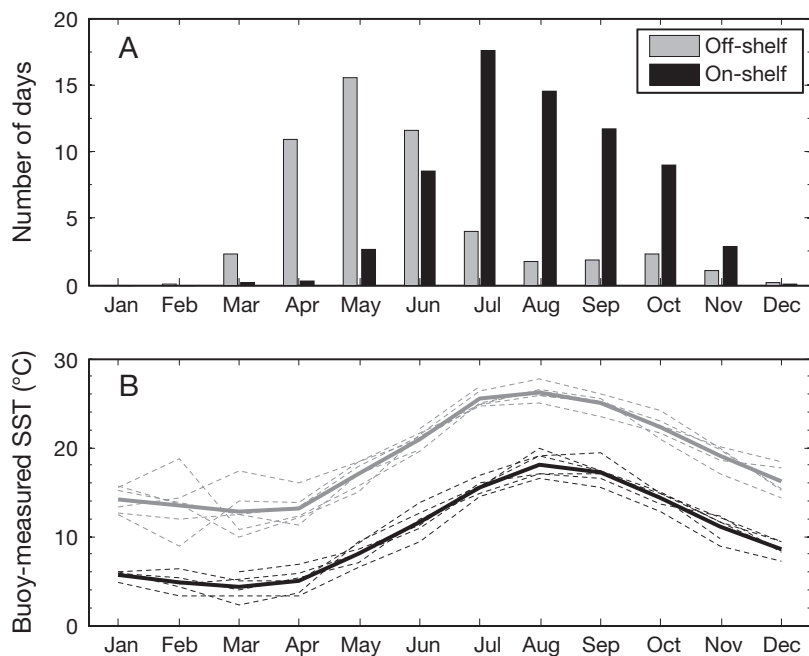 A
Number of days
20
15
10
5
0
Off-shelf
On-shelf
Jan Feb Mar Apr May Jun Jul Aug Sep Oct Nov Dec
B
Buoy-measured SST (°C)
30
20
10
0
Jan Feb Mar Apr May Jun Jul Aug Sep Oct Nov Dec